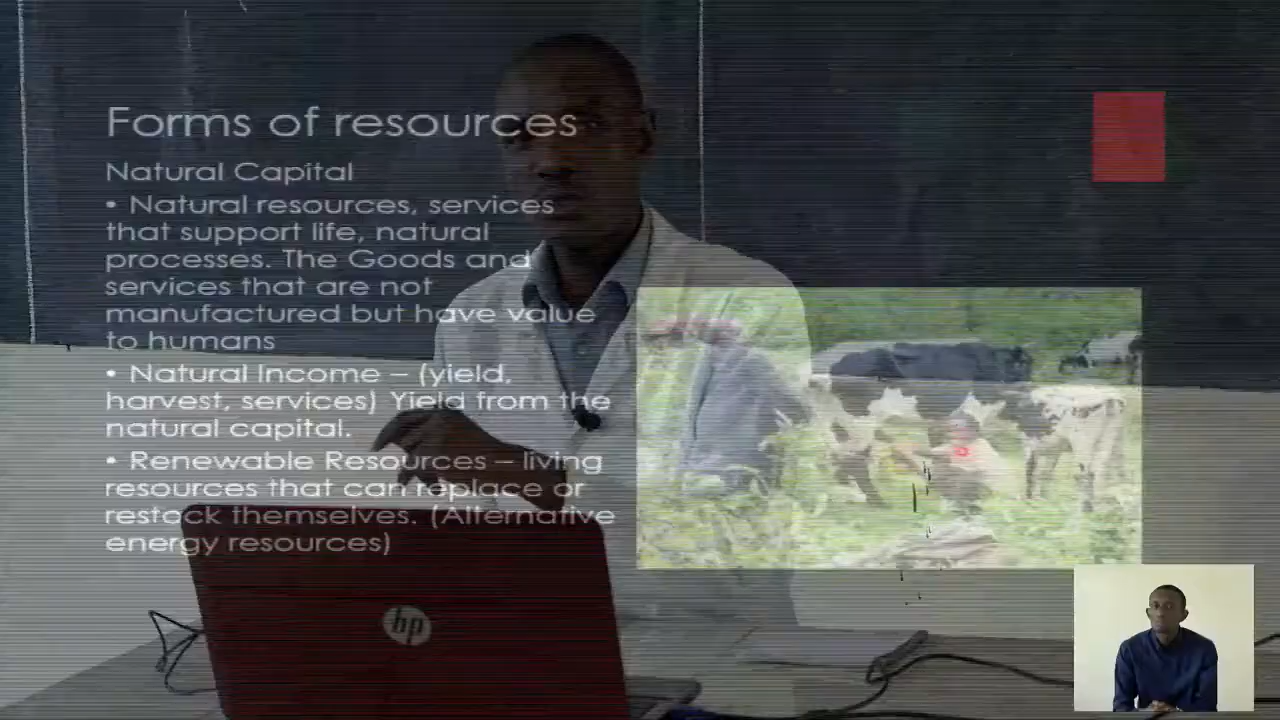 Forms of resources
Natural Capital
• Natural resources, services
that support life, natural
processes. The Goods and
services that are not
manufactured but have value
to humans
• Natural Income – (yield,
harvest, services) Yield from the
natural capital.
• Renewable Resources – living
resources that can replace or
restock themselves. (Alternative
energy resources)
hp